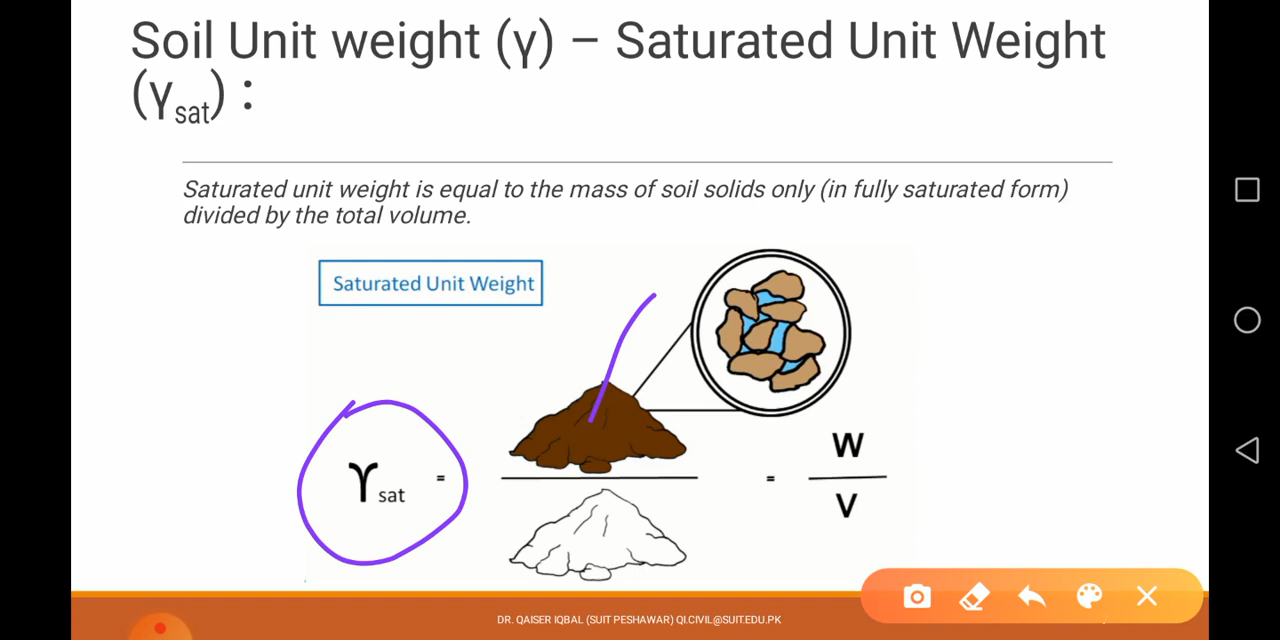 Soil Unit weight (γ) – Saturated Unit Weight
(γsat) :
Saturated unit weight is equal to the mass of soil solids only (in fully saturated form)
divided by the total volume.
Saturated Unit Weight
γsat = = W
V
DR. QAISER IQBAL (SUIT PESHAWAR) QI.CIVIL@SUIT.EDU.PK